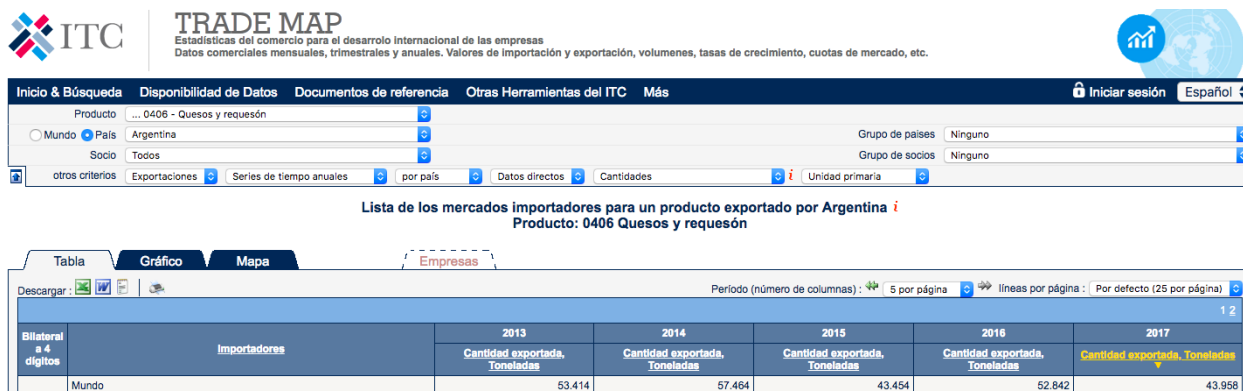 ITC
TRADE MAP
Estadísticas del comercio para el desarrolo internacional de las empresas
Datos comerciales mensuales, trimestrales y anuales. Valores de importación y exportación, volumenes, tasas de crecimiento, cuotas de mercado, etc.
Inicio & Búsqueda Disponibilidad de Datos Documentos de referencia Otras Herramientas del ITC Más Iniciar sesión Español
Producto ... 0406 - Quesos y requesón
Mundo País Argentina Grupo de paises Ninguno
Socio Todos Grupo de socios Ninguno
otros criterios Exportaciones Series de tiempo anuales por país Datos directos Cantidades i Unidad primaria
Lista de los mercados importadores para un producto exportado por Argentina i
Producto: 0406 Quesos y requesón
Tabla Gráfico Mapa Empresas
Descargar : Período (número de columnas) : 5 por página líneas por página : Por defecto (25 por página)
1 2
Bilateral a 4 dígitos Importadores 2013 2014 2015 2016 2017
Cantidad exportada, Toneladas Cantidad exportada, Toneladas Cantidad exportada, Toneladas Cantidad exportada, Toneladas Cantidad exportada, Toneladas
Mundo 53.414 57.464 43.454 52.842 43.958